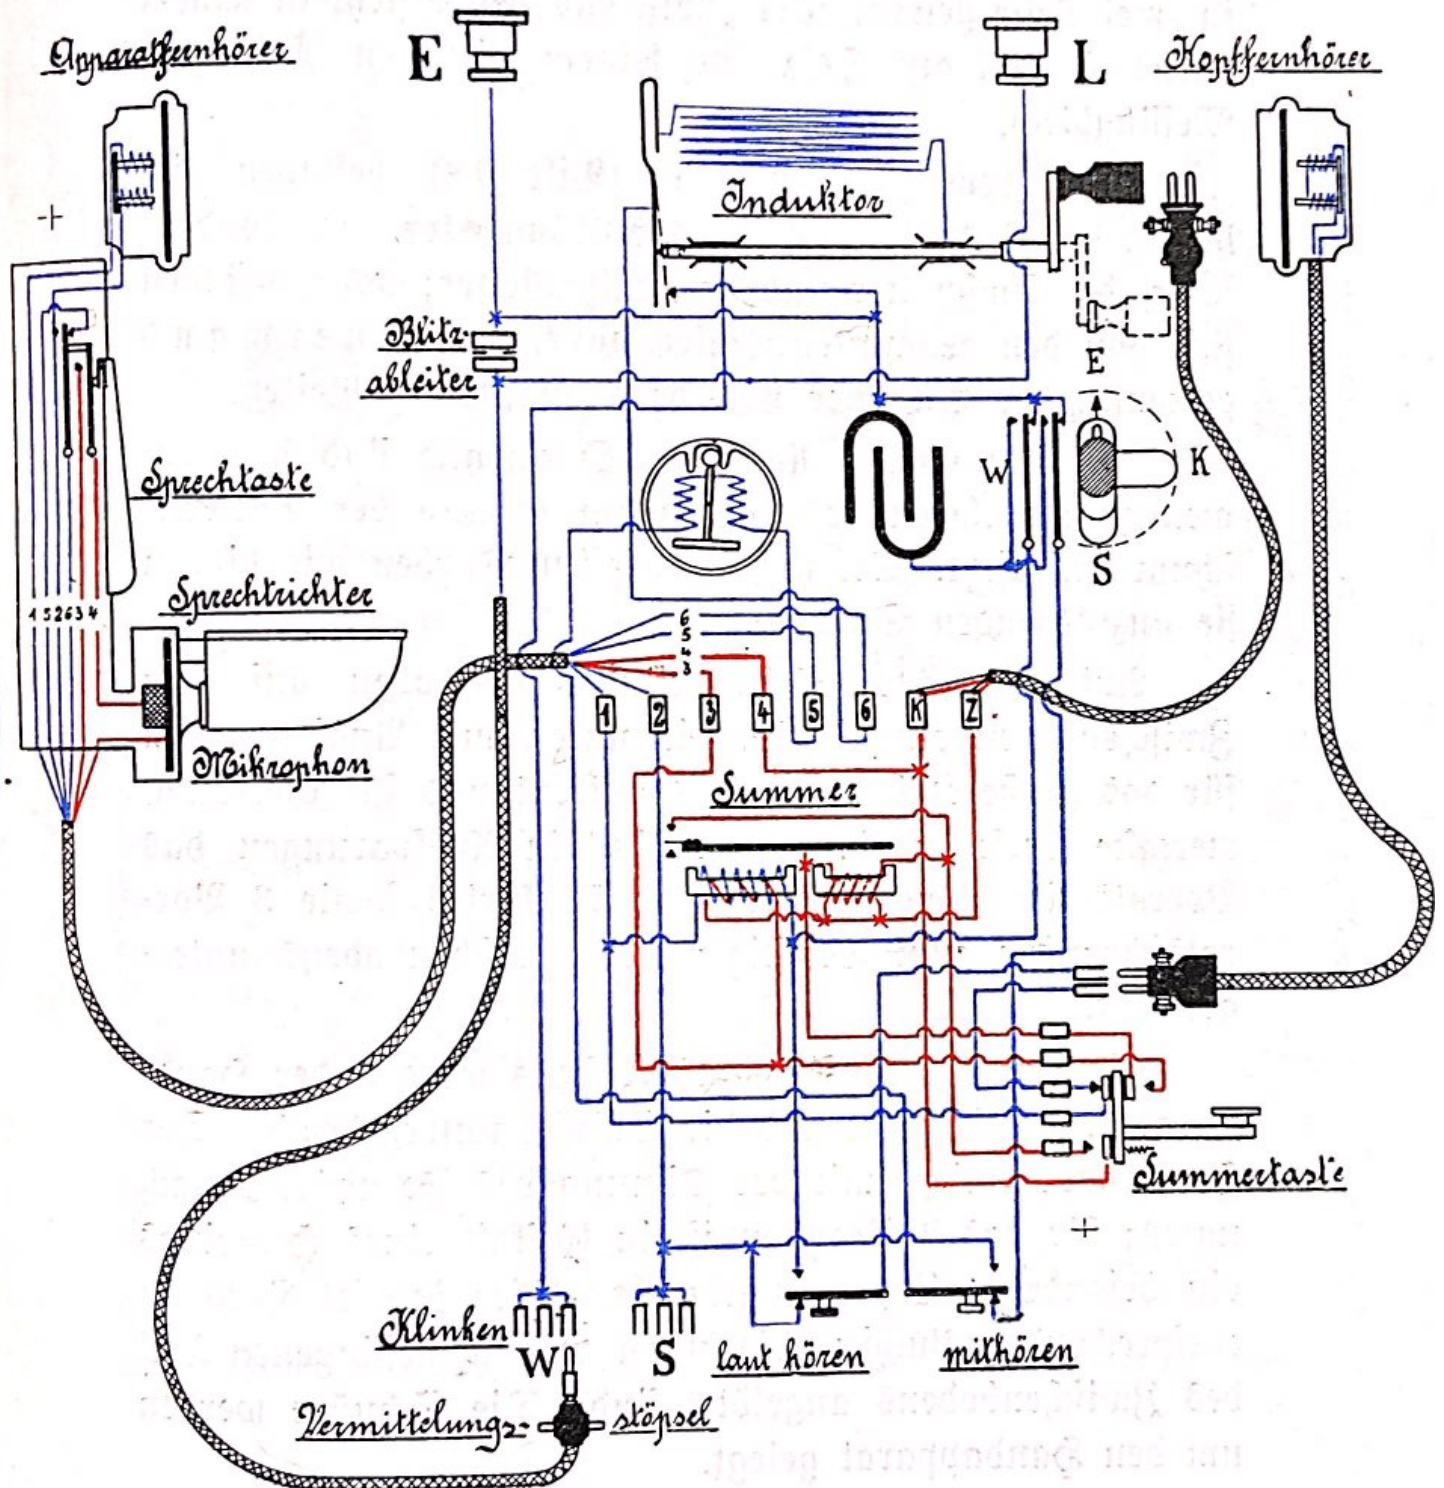 Apparatfernhörer
E
L
Kopffernhörer
Induktor
Blitz-
ableiter
E
W
K
S
Sprechtaste
Sprechtrichter
1 5 2 6 3 4
6
5
4
3
1 2 3 4 5 6 K Z
Mikrophon
Summer
Summertaste
Klinken
W
S
laut hören
mithören
Vermittelungs-
stöpsel